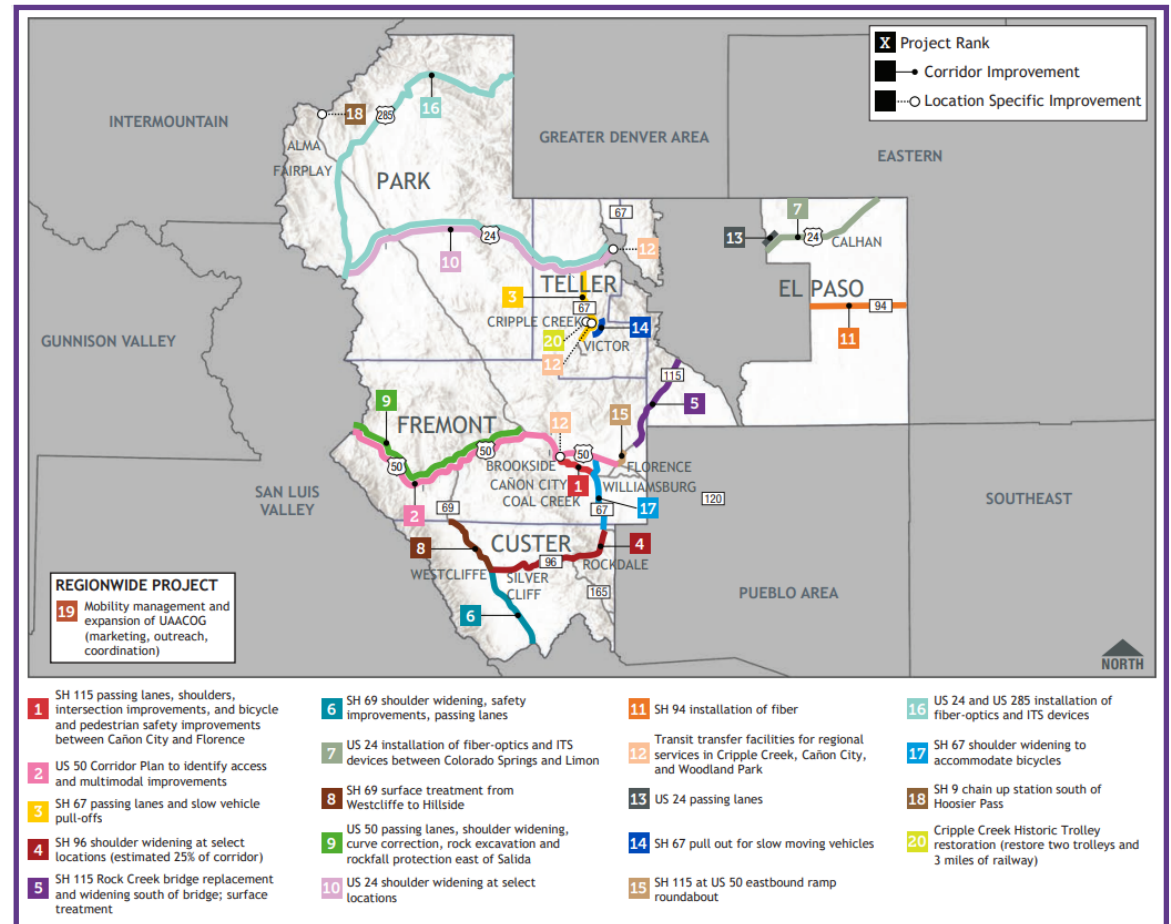 X Project Rank
Corridor Improvement
Location Specific Improvement
INTERMOUNTAIN
GREATER DENVER AREA
EASTERN
18
285
16
ALMA
FAIRPLAY
PARK
67
7
13
24
CALHAN
10
24
12
TELLER
EL PASO
3
67
94
CRIPPLE CREEK
20
14
11
VICTOR
12
GUNNISON VALLEY
115
9
5
FREMONT
12
15
50
50
50
BROOKSIDE
FLORENCE
CAÑON CITY
1
WILLIAMSBURG
COAL CREEK
SAN LUIS
VALLEY
2
69
67
17
120
SOUTHEAST
8
CUSTER
4
WESTCLIFFE
96
ROCKDALE
SILVER
CLIFF
165
PUEBLO AREA
6
REGIONWIDE PROJECT
19 Mobility management and
expansion of UAACOG
(marketing, outreach,
coordination)
NORTH
1 SH 115 passing lanes, shoulders,
intersection improvements, and bicycle
and pedestrian safety improvements
between Cañon City and Florence
2 US 50 Corridor Plan to identify access
and multimodal improvements
3 SH 67 passing lanes and slow vehicle
pull-offs
4 SH 96 shoulder widening at select
locations (estimated 25% of corridor)
5 SH 115 Rock Creek bridge replacement
and widening south of bridge; surface
treatment
6 SH 69 shoulder widening, safety
improvements, passing lanes
7 US 24 installation of fiber-optics and ITS
devices between Colorado Springs and Limon
8 SH 69 surface treatment from
Westcliffe to Hillside
9 US 50 passing lanes, shoulder widening,
curve correction, rock excavation and
rockfall protection east of Salida
10 US 24 shoulder widening at select
locations
11 SH 94 installation of fiber
12 Transit transfer facilities for regional
services in Cripple Creek, Cañon City,
and Woodland Park
13 US 24 passing lanes
14 SH 67 pull out for slow moving vehicles
15 SH 115 at US 50 eastbound ramp
roundabout
16 US 24 and US 285 installation of
fiber-optics and ITS devices
17 SH 67 shoulder widening to
accommodate bicycles
18 SH 9 chain up station south of
Hoosier Pass
20 Cripple Creek Historic Trolley
restoration (restore two trolleys and
3 miles of railway)